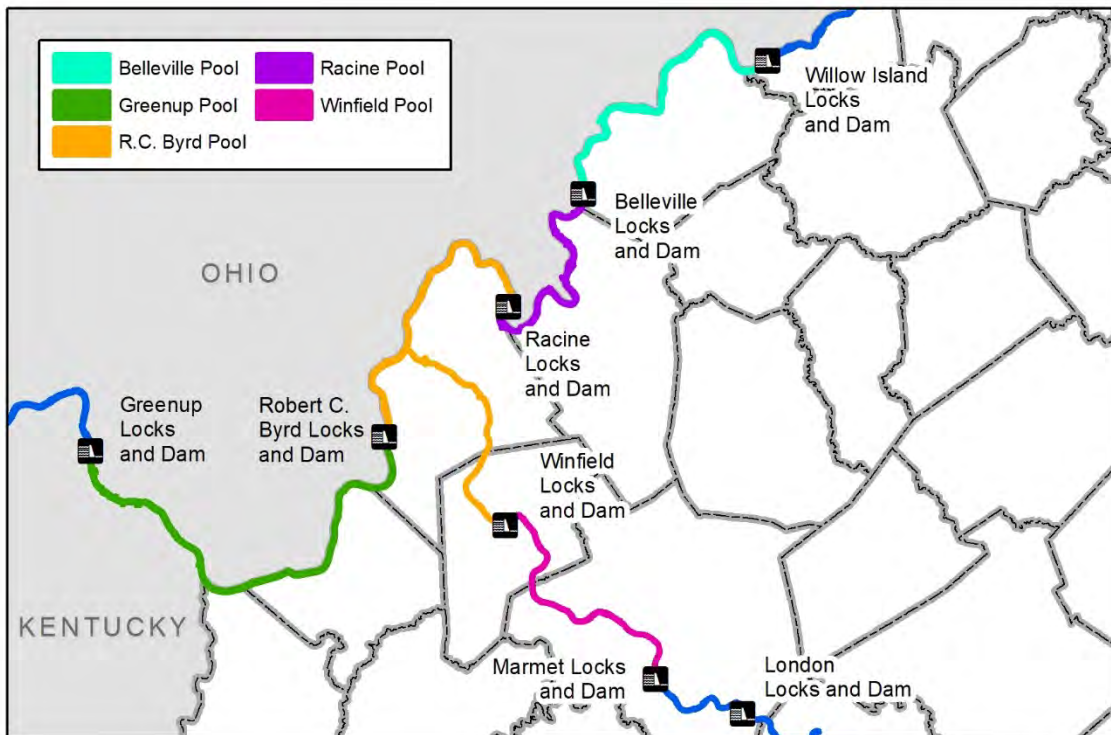 Belleville Pool
Racine Pool
Greenup Pool
Winfield Pool
R.C. Byrd Pool
Willow Island
Locks
and Dam
Belleville
Locks
and Dam
OHIO
Racine
Locks
and Dam
Greenup
Locks
and Dam
Robert C.
Byrd Locks
and Dam
Winfield
Locks
and Dam
KENTUCKY
Marmet Locks
and Dam
London
Locks and Dam